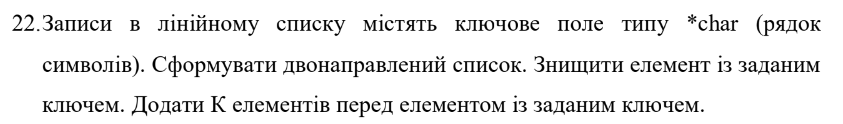 22.Записи в лінійному списку містять ключове поле типу *char (рядок
символів). Сформувати двонаправлений список. Знищити елемент із заданим
ключем. Додати К елементів перед елементом із заданим ключем.